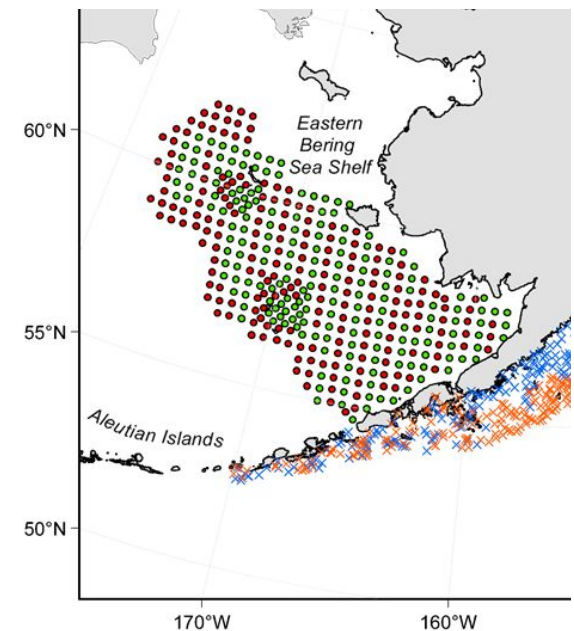 Eastern
Bering
Sea Shelf
60°N
55°N
Aleutian Islands
50°N
170°W
160°W